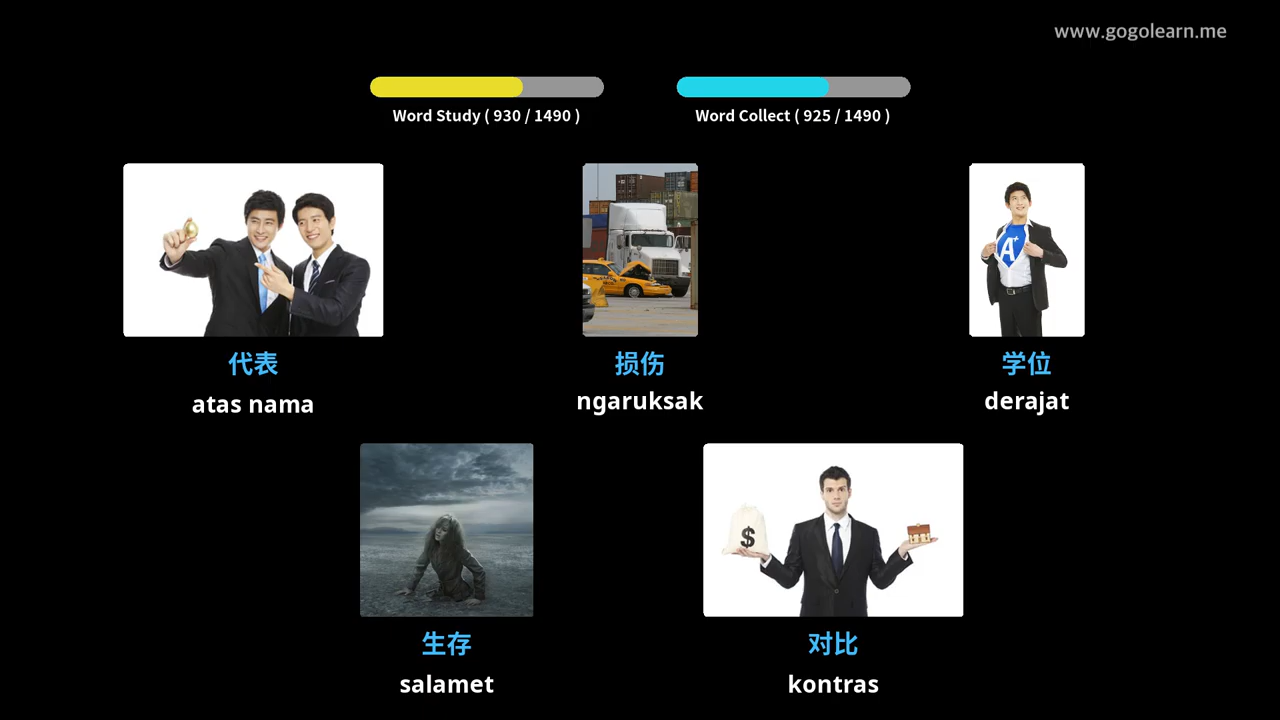 www.gogolearn.me
Word Study ( 930 / 1490 )
Word Collect ( 925 / 1490 )
代表
损伤
学位
atas nama
ngaruksak
derajat
A+
$
生存
对比
salamet
kontras